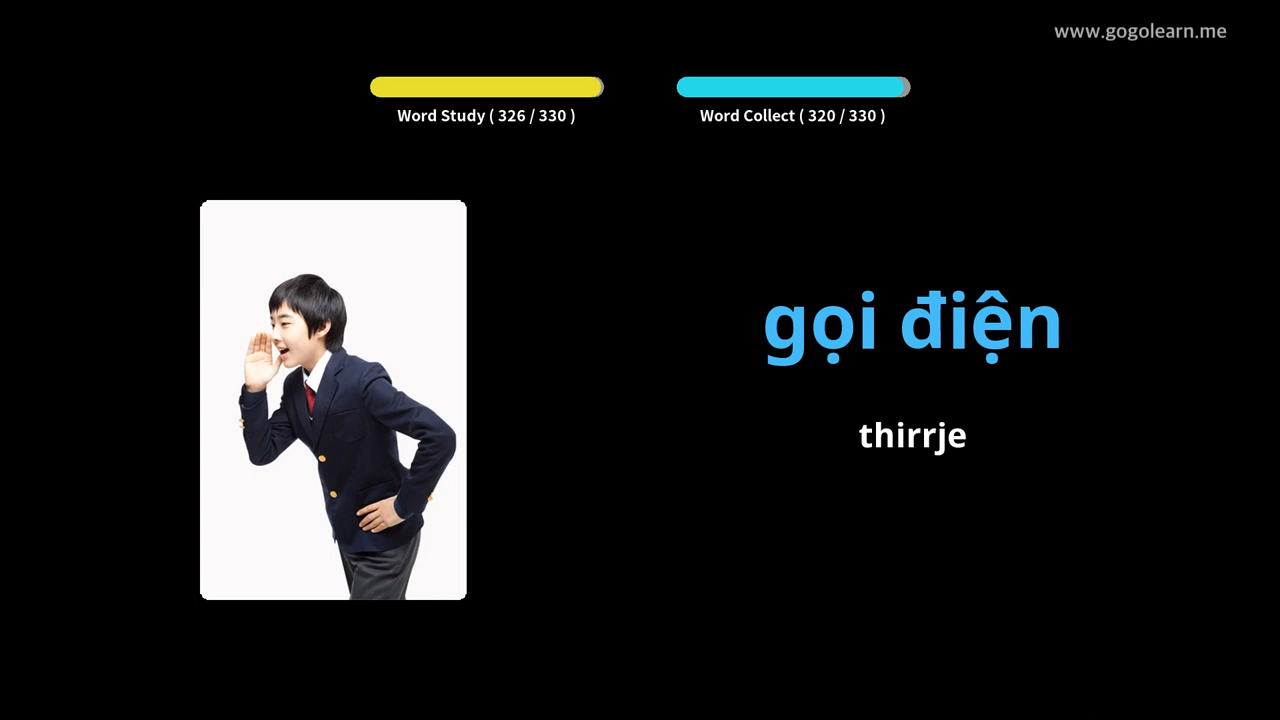 www.gogolearn.me
Word Study ( 326 / 330 )
Word Collect ( 320 / 330 )
gọi điện
thirrje